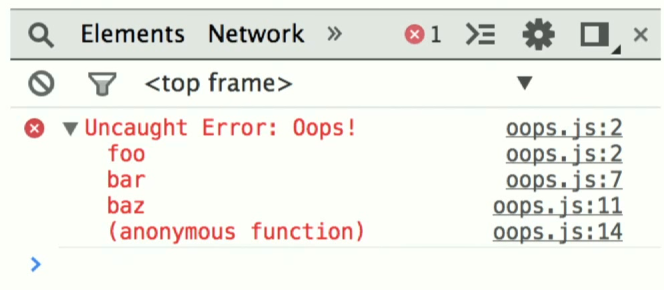 Elements Network » 1
<top frame>
Uncaught Error: Oops! oops.js:2
foo oops.js:2
bar oops.js:7
baz oops.js:11
(anonymous function) oops.js:14